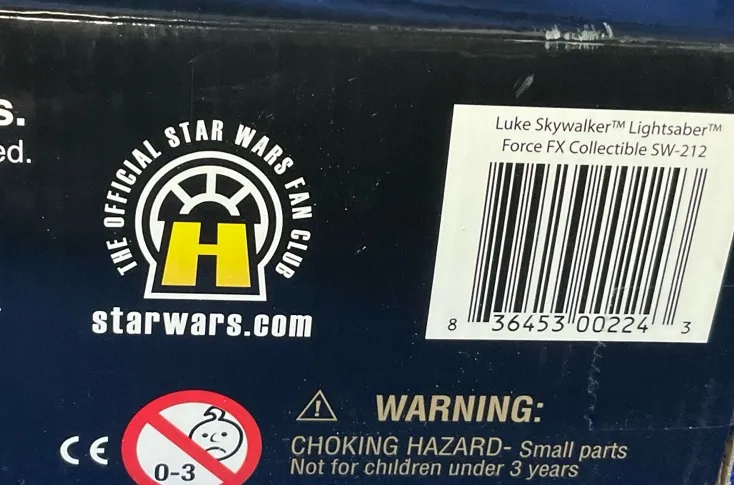 s.
ed.
THE OFFICIAL STAR WARS FAN CLUB
H
starwars.com
Luke Skywalker™ Lightsaber™
Force FX Collectible SW-212
8 36453 00224 3
CE
0-3
WARNING:
CHOKING HAZARD- Small parts
Not for children under 3 years